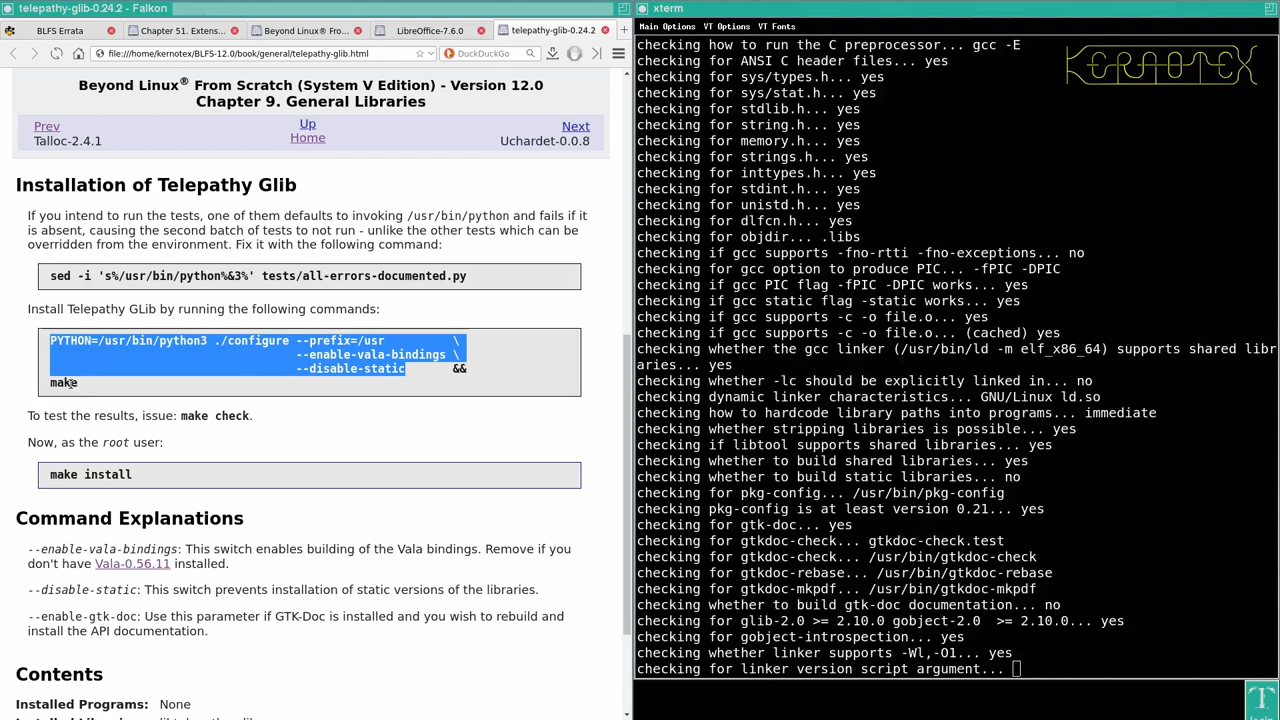 telepathy-glib-0.24.2 - Falkon
BLFS Errata
Chapter 51. Extens...
Beyond Linux® Fro...
LibreOffice-7.6.0
telepathy-glib-0.24.2
file:///home/kernotex/BLFS-12.0/book/general/telepathy-glib.html
DuckDuckGo
Beyond Linux® From Scratch (System V Edition) - Version 12.0
Chapter 9. General Libraries
Prev
Up
Next
Talloc-2.4.1
Home
Uchardet-0.0.8
Installation of Telepathy Glib
If you intend to run the tests, one of them defaults to invoking /usr/bin/python and fails if it
is absent, causing the second batch of tests to not run - unlike the other tests which can be
overridden from the environment. Fix it with the following command:
sed -i 's%/usr/bin/python%&3%' tests/all-errors-documented.py
Install Telepathy GLib by running the following commands:
PYTHON=/usr/bin/python3 ./configure --prefix=/usr \
--enable-vala-bindings \
--disable-static &&
make
To test the results, issue: make check.
Now, as the root user:
make install
Command Explanations
--enable-vala-bindings: This switch enables building of the Vala bindings. Remove if you
don't have Vala-0.56.11 installed.
--disable-static: This switch prevents installation of static versions of the libraries.
--enable-gtk-doc: Use this parameter if GTK-Doc is installed and you wish to rebuild and
install the API documentation.
Contents
Installed Programs: None
xterm
Main Options VT Options VT Fonts
KERNOTEX
checking how to run the C preprocessor... gcc -E
checking for ANSI C header files... yes
checking for sys/types.h... yes
checking for sys/stat.h... yes
checking for stdlib.h... yes
checking for string.h... yes
checking for memory.h... yes
checking for strings.h... yes
checking for inttypes.h... yes
checking for stdint.h... yes
checking for unistd.h... yes
checking for dlfcn.h... yes
checking for objdir... .libs
checking if gcc supports -fno-rtti -fno-exceptions... no
checking for gcc option to produce PIC... -fPIC -DPIC
checking if gcc PIC flag -fPIC -DPIC works... yes
checking if gcc static flag -static works... yes
checking if gcc supports -c -o file.o... yes
checking if gcc supports -c -o file.o... (cached) yes
checking whether the gcc linker (/usr/bin/ld -m elf_x86_64) supports shared libr
aries... yes
checking whether -lc should be explicitly linked in... no
checking dynamic linker characteristics... GNU/Linux ld.so
checking how to hardcode library paths into programs... immediate
checking whether stripping libraries is possible... yes
checking if libtool supports shared libraries... yes
checking whether to build shared libraries... yes
checking whether to build static libraries... no
checking for pkg-config... /usr/bin/pkg-config
checking pkg-config is at least version 0.21... yes
checking for gtk-doc... yes
checking for gtkdoc-check... gtkdoc-check.test
checking for gtkdoc-check... /usr/bin/gtkdoc-check
checking for gtkdoc-rebase... /usr/bin/gtkdoc-rebase
checking for gtkdoc-mkpdf... /usr/bin/gtkdoc-mkpdf
checking whether to build gtk-doc documentation... no
checking for glib-2.0 >= 2.10.0 gobject-2.0  >= 2.10.0... yes
checking for gobject-introspection... yes
checking whether linker supports -Wl,-O1... yes
checking for linker version script argument...